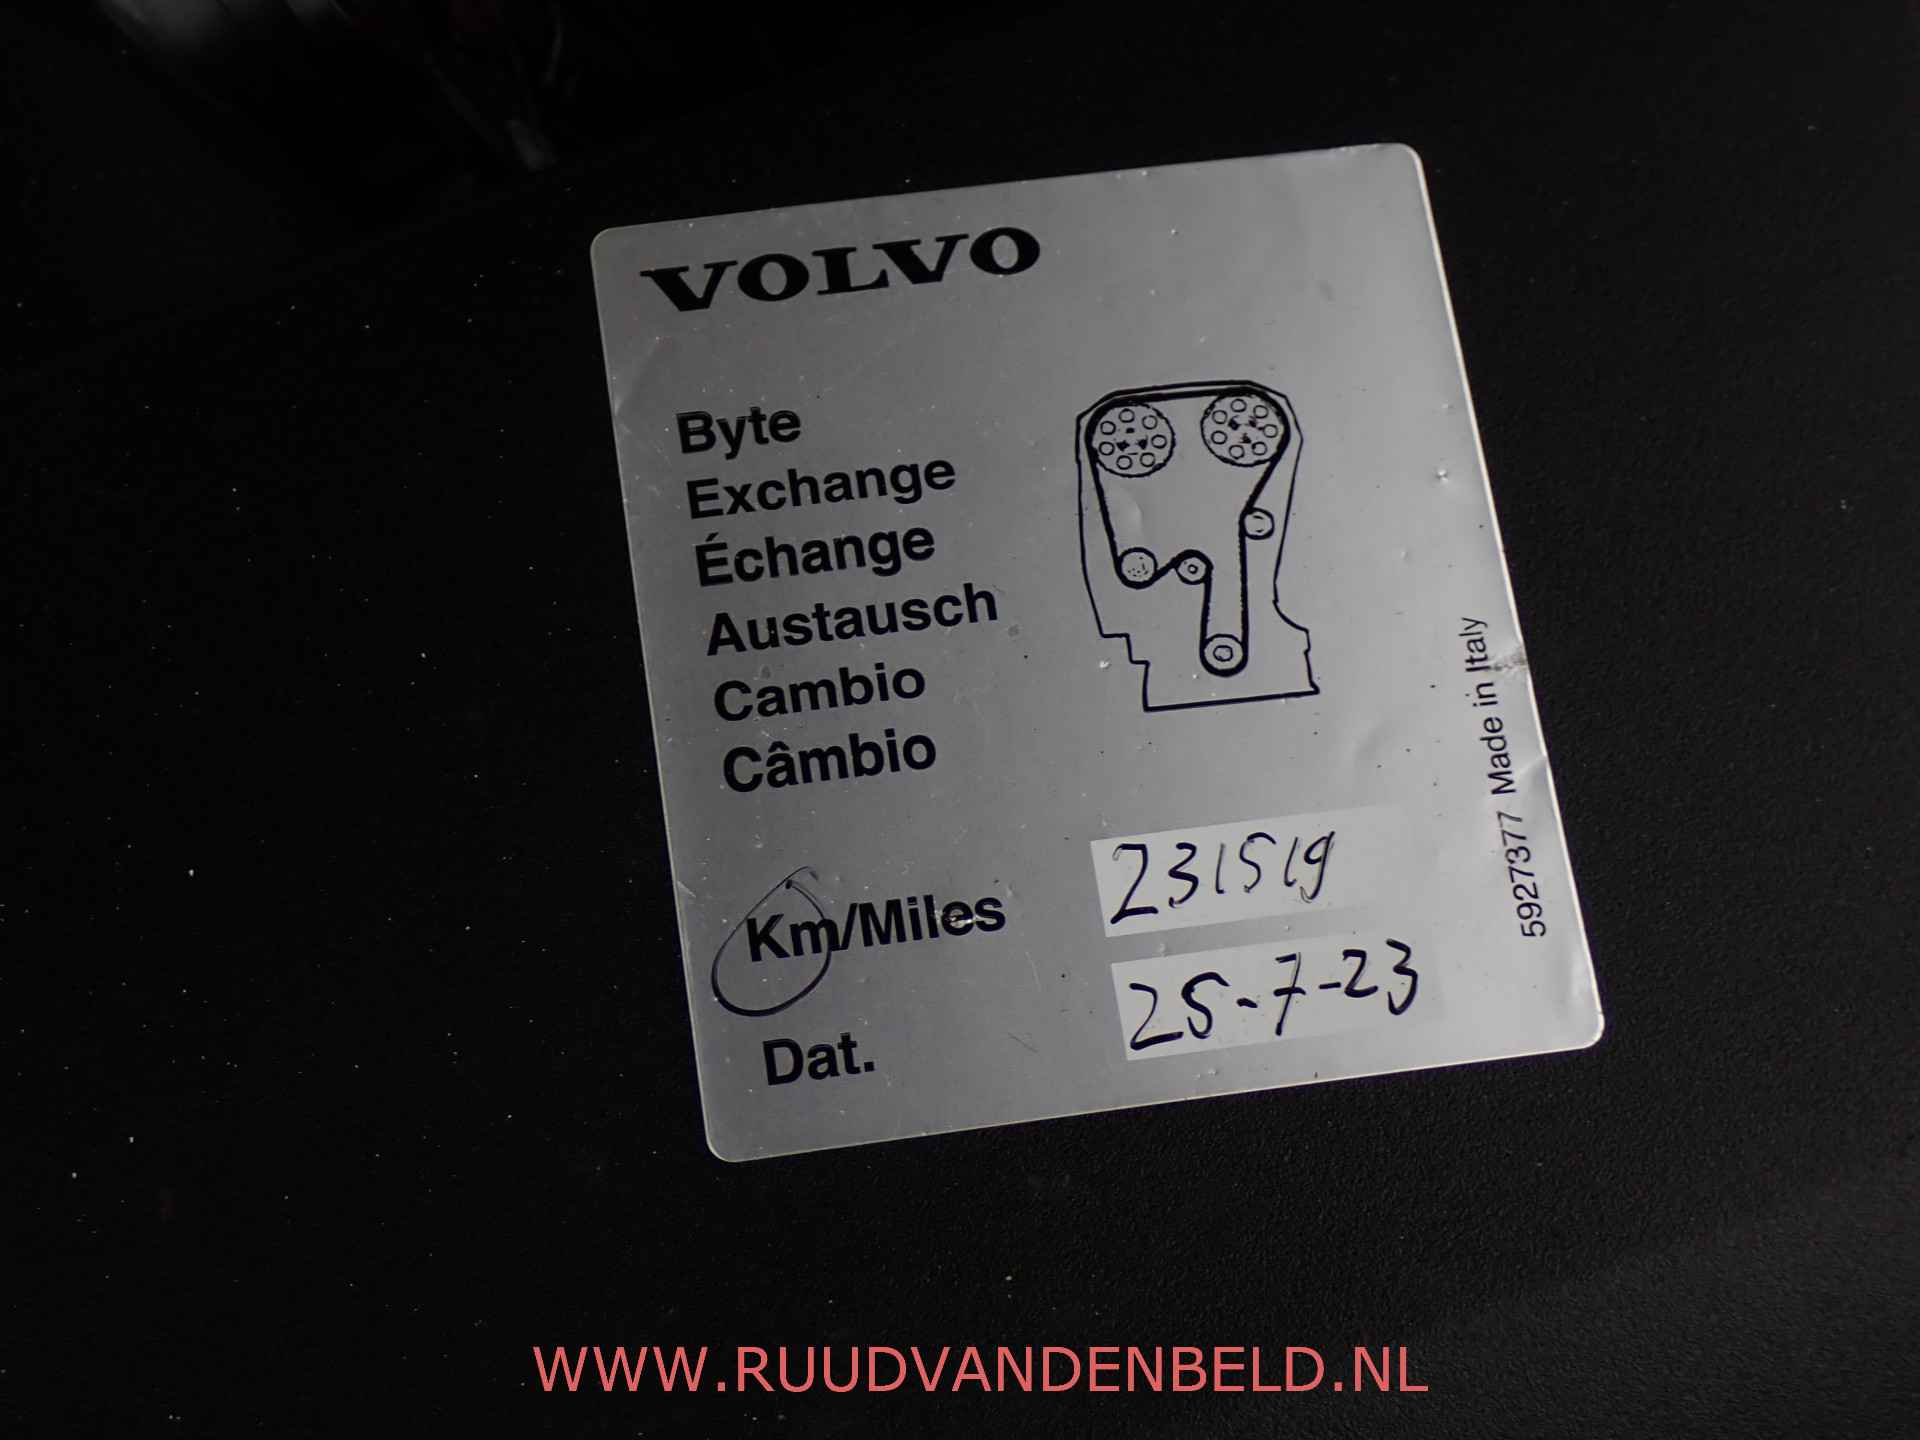 VOLVO
Byte
Exchange
Échange
Austausch
Cambio
Câmbio
Km/Miles 231519
Dat. 25-7-23
5927377 Made in Italy
WWW.RUUDVANDENBELD.NL